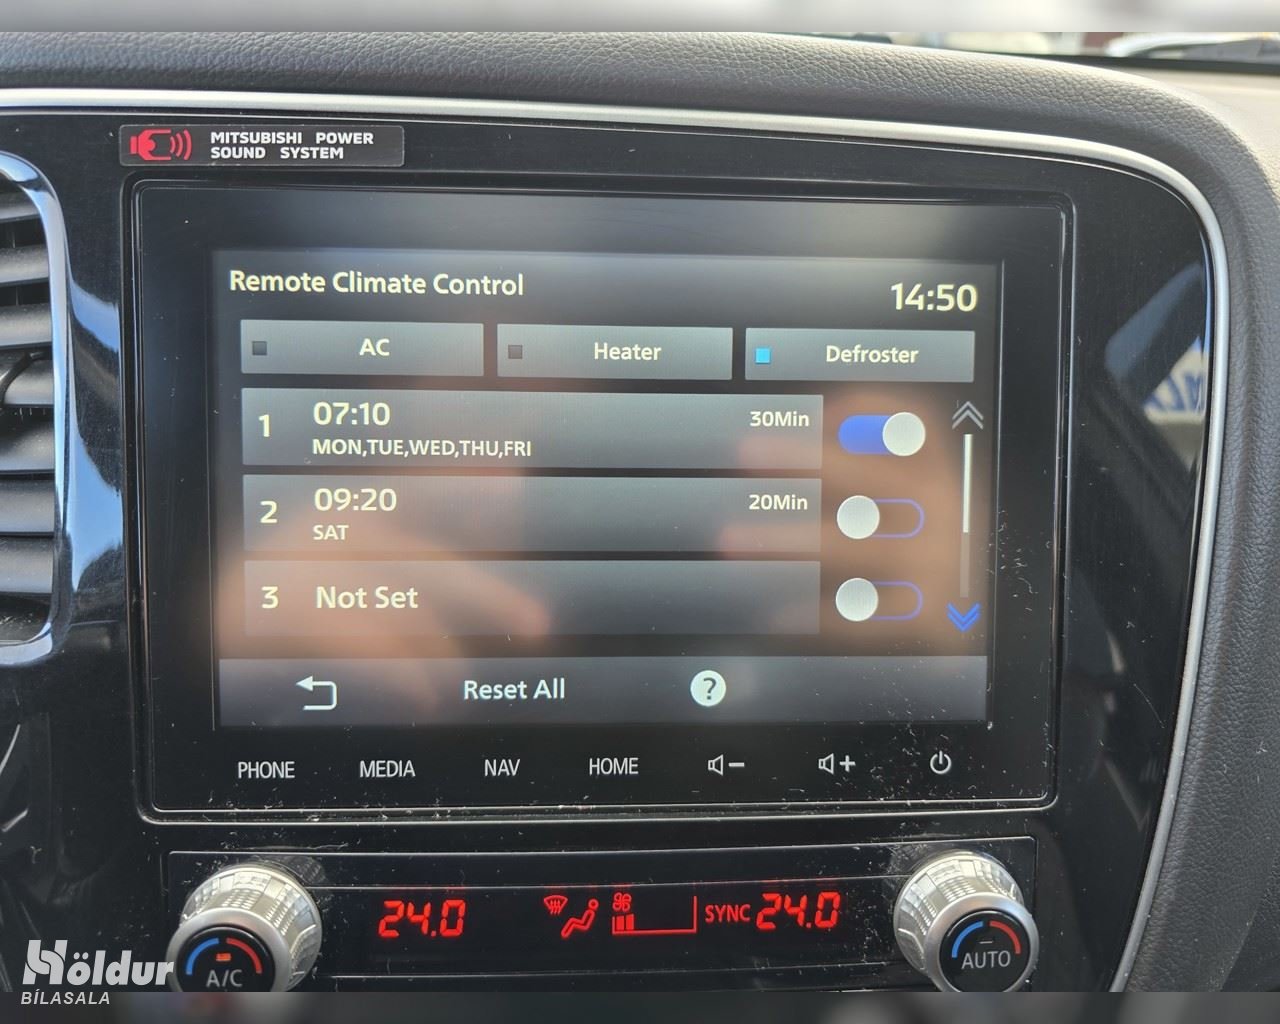 MITSUBISHI POWER
SOUND SYSTEM
Remote Climate Control
14:50
AC
Heater
Defroster
1
07:10
30Min
MON,TUE,WED,THU,FRI
2
09:20
20Min
SAT
3
Not Set
Reset All
?
PHONE
MEDIA
NAV
HOME
24.0
SYNC 24.0
A/C
AUTO
Höldur
BÍLASALA